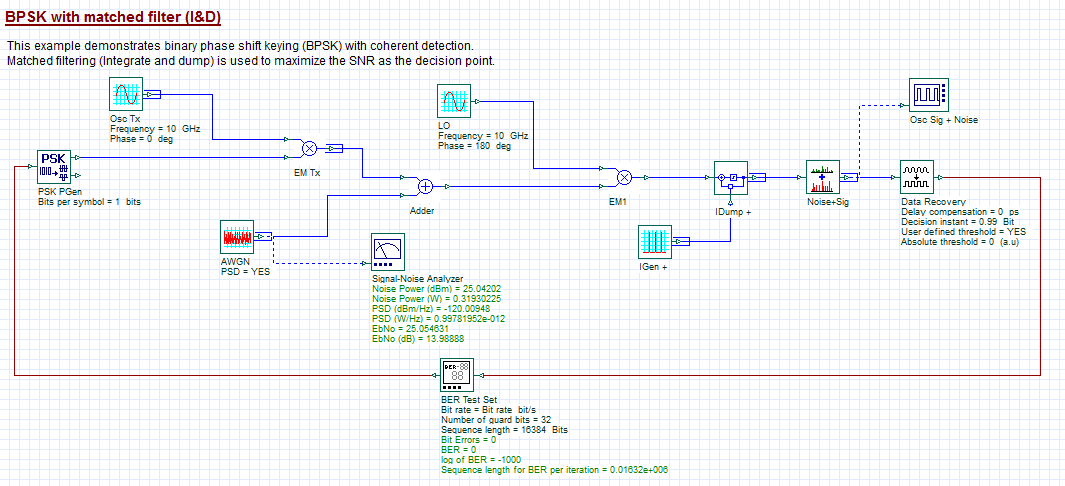 BPSK with matched filter (I&D)
This example demonstrates binary phase shift keying (BPSK) with coherent detection.
Matched filtering (Integrate and dump) is used to maximize the SNR as the decision point.
Osc Tx
Frequency = 10 GHz
Phase = 0 deg
LO
Frequency = 10 GHz
Phase = 180 deg
Osc Sig + Noise
PSK
1010
PSK PGen
Bits per symbol = 1 bits
EM Tx
Adder
EM1
IDump +
Noise+Sig
Data Recovery
Delay compensation = 0 ps
Decision instant = 0.99 Bit
User defined threshold = YES
Absolute threshold = 0 (a.u)
AWGN
PSD = YES
IGen +
Signal-Noise Analyzer
Noise Power (dBm) = 25.04202
Noise Power (W) = 0.31930225
PSD (dBm/Hz) = -120.00948
PSD (W/Hz) = 0.99781952e-012
EbNo = 25.054631
EbNo (dB) = 13.98888
BER-88
88
BER Test Set
Bit rate = Bit rate bit/s
Number of guard bits = 32
Sequence length = 16384 Bits
Bit Errors = 0
BER = 0
log of BER = -1000
Sequence length for BER per iteration = 0.01632e+006